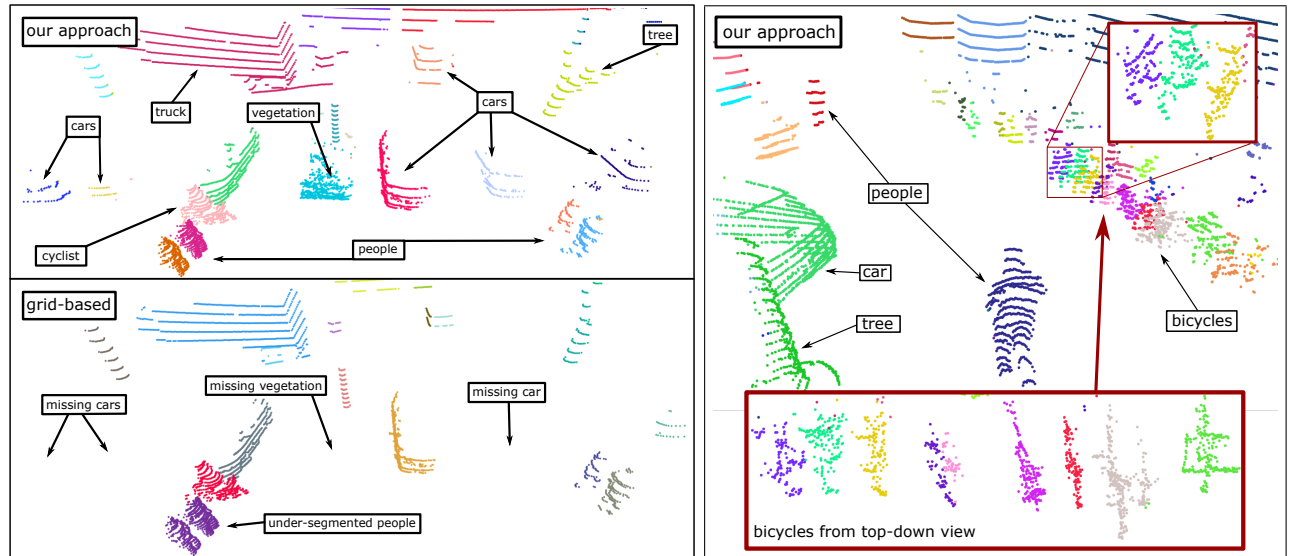 our approach
tree
truck
vegetation
cars
cars
cyclist
people
grid-based
missing vegetation
missing car
missing cars
under-segmented people
our approach
people
car
tree
bicycles
bicycles from top-down view